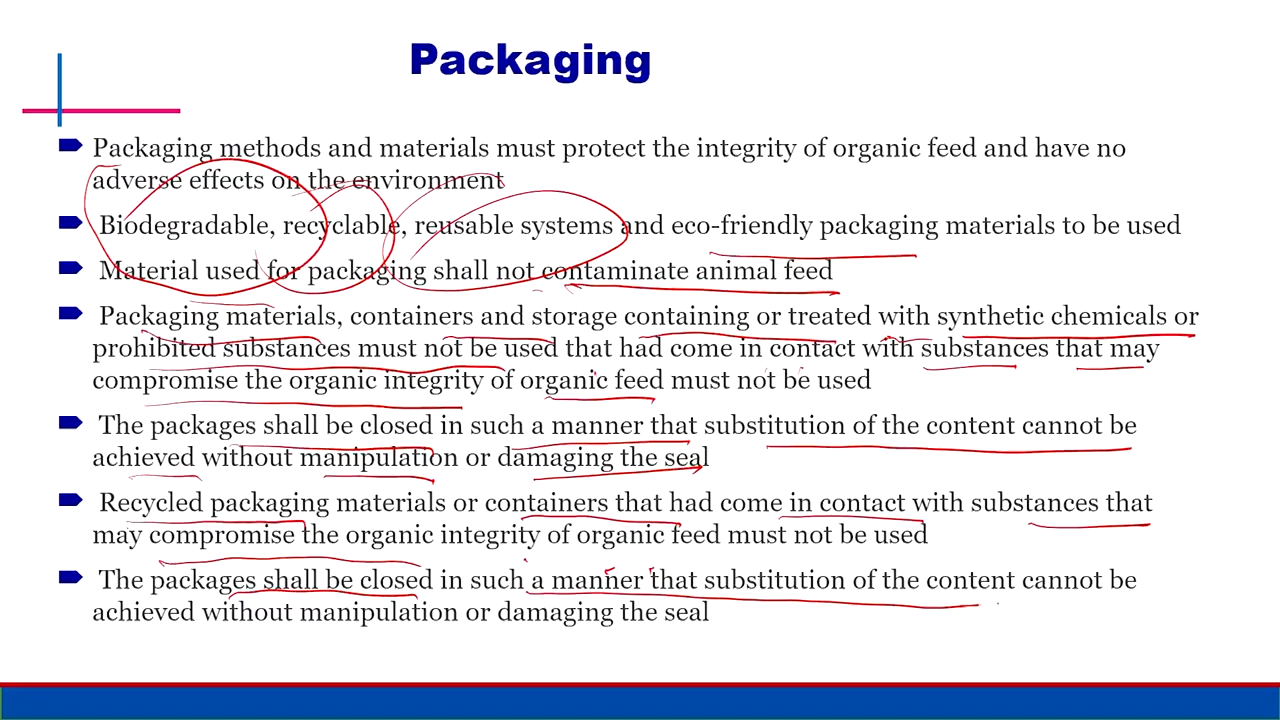 Packaging
Packaging methods and materials must protect the integrity of organic feed and have no
adverse effects on the environment
Biodegradable, recyclable, reusable systems and eco-friendly packaging materials to be used
Material used for packaging shall not contaminate animal feed
Packaging materials, containers and storage containing or treated with synthetic chemicals or
prohibited substances must not be used that had come in contact with substances that may
compromise the organic integrity of organic feed must not be used
The packages shall be closed in such a manner that substitution of the content cannot be
achieved without manipulation or damaging the seal
Recycled packaging materials or containers that had come in contact with substances that
may compromise the organic integrity of organic feed must not be used
The packages shall be closed in such a manner that substitution of the content cannot be
achieved without manipulation or damaging the seal